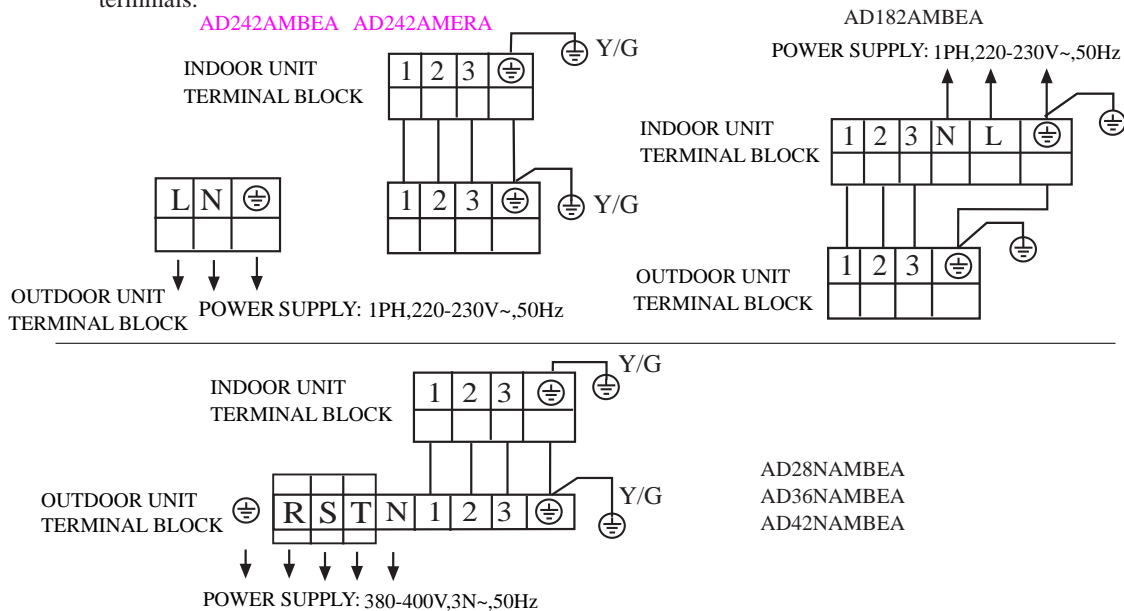 terminals.
AD242AMBEA AD242AMERA
INDOOR UNIT
TERMINAL BLOCK
1 2 3
Y/G
1 2 3
Y/G
L N
OUTDOOR UNIT
TERMINAL BLOCK
POWER SUPPLY: 1PH,220-230V~,50Hz
AD182AMBEA
POWER SUPPLY: 1PH,220-230V~,50Hz
INDOOR UNIT
TERMINAL BLOCK
1 2 3 N L
OUTDOOR UNIT
TERMINAL BLOCK
1 2 3
INDOOR UNIT
TERMINAL BLOCK
1 2 3
Y/G
OUTDOOR UNIT
TERMINAL BLOCK
R S T N 1 2 3
Y/G
POWER SUPPLY: 380-400V,3N~,50Hz
AD28NAMBEA
AD36NAMBEA
AD42NAMBEA